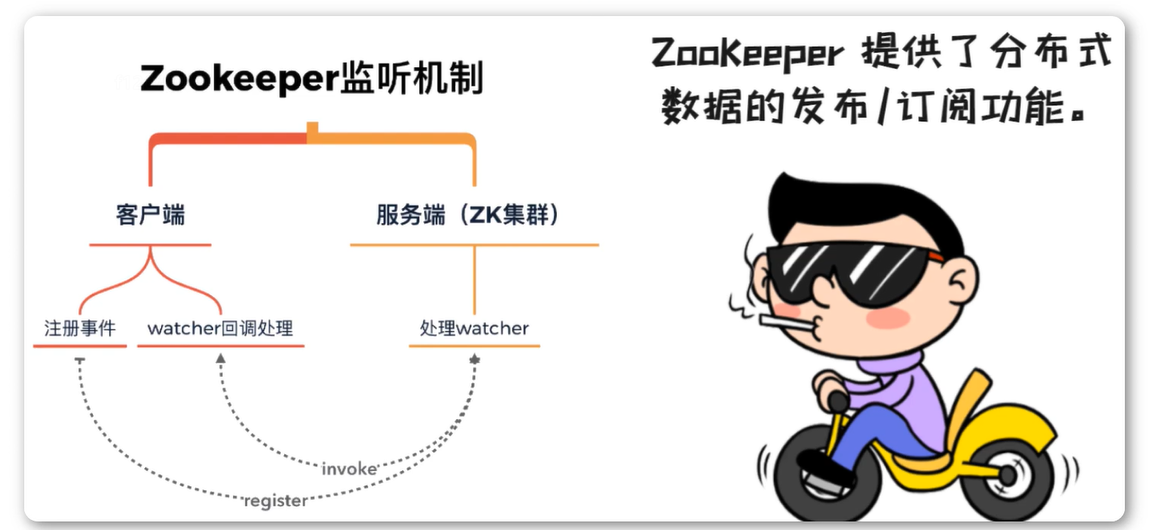 Zookeeper监听机制
ZooKeeper 提供了分布式
数据的发布/订阅功能。
客户端
服务端（ZK集群）
注册事件
watcher回调处理
处理watcher
invoke
register